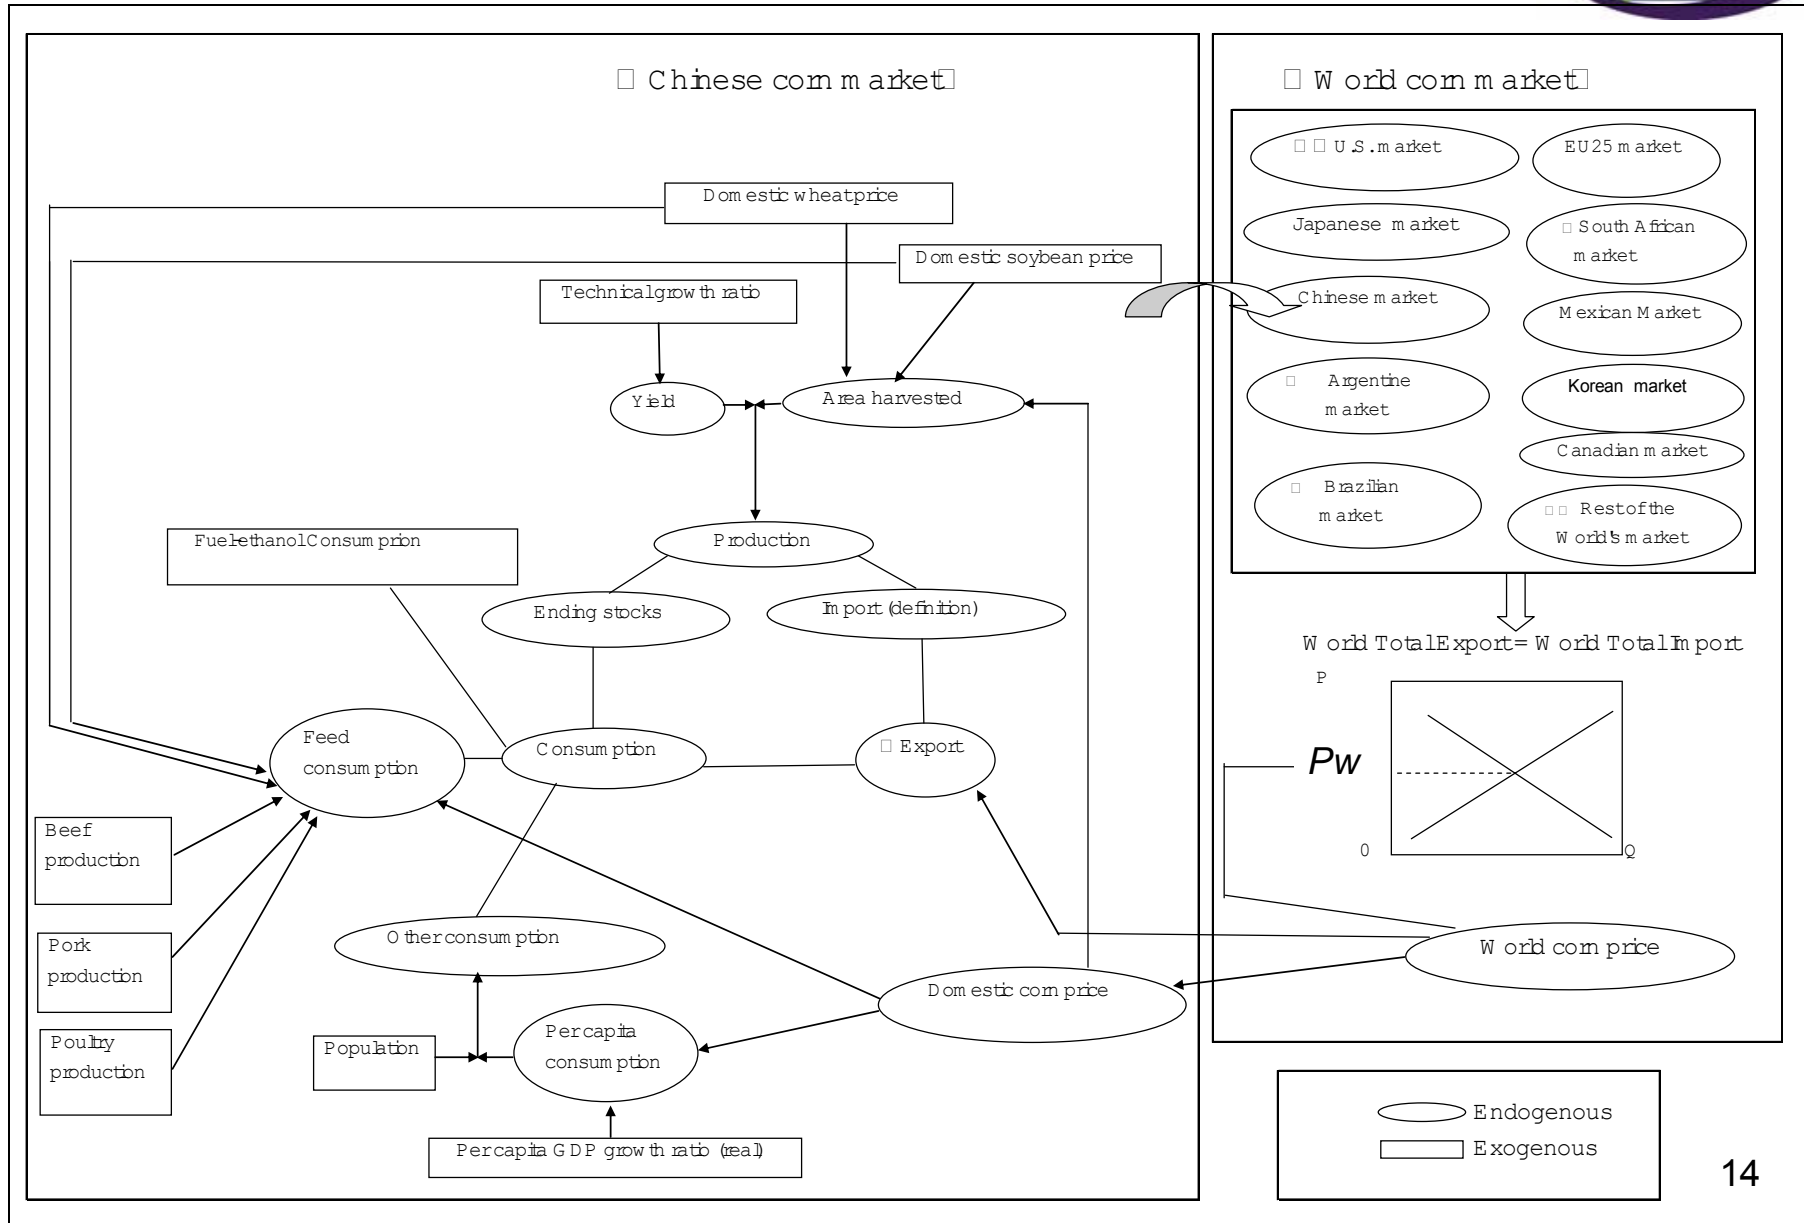 □ Chinese corn market□
□ World corn market□
□ □ U.S. market
EU25 market
Japanese market
□ South African
market
Chinese market
Mexican Market
□ Argentine
market
Korean market
Canadian market
□ Brazilian
market
□□ Rest of the
World's market
Domestic wheat price
Domestic soybean price
Technical growth ratio
Yield
Area harvested
Production
Fuel-ethanol Consumprion
Ending stocks
Import (definition)
Feed
consumption
Consumption
□ Export
Beef
production
Pork
production
Poultry
production
Other consumption
Population
Per capita
consumption
Per capita GDP growth ratio (real)
Domestic corn price
World Total Export= World Total Import
P
Pw
0
Q
World corn price
Endogenous
Exogenous
14